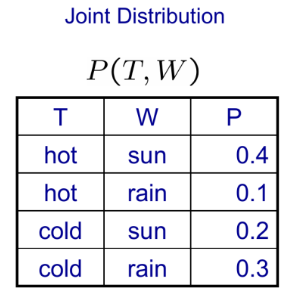 Joint Distribution
P(T, W)
T W P
hot sun 0.4
hot rain 0.1
cold sun 0.2
cold rain 0.3